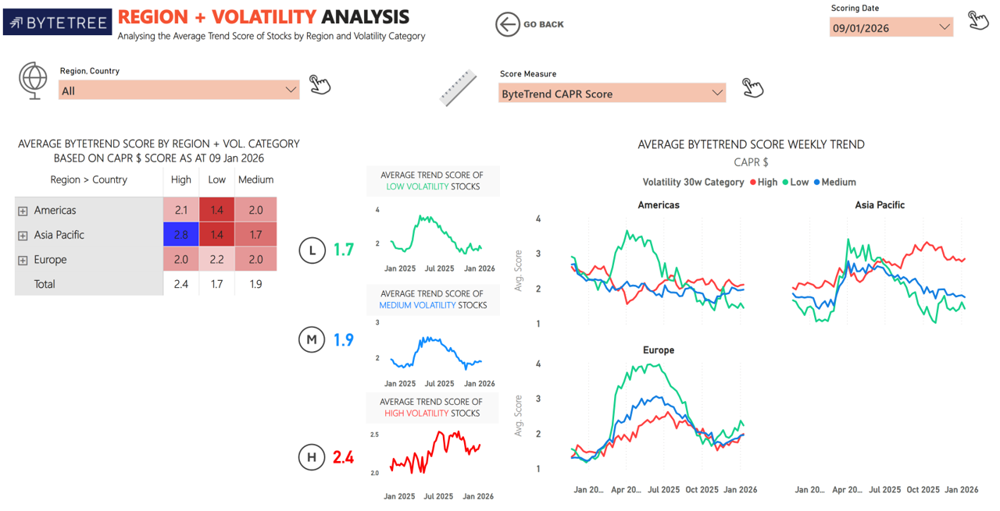 BYTETREE
REGION + VOLATILITY ANALYSIS
Analysing the Average Trend Score of Stocks by Region and Volatility Category
GO BACK
Scoring Date
09/01/2026
Region, Country
All
Score Measure
ByteTrend CAPR Score
AVERAGE BYTETREND SCORE BY REGION + VOL. CATEGORY
BASED ON CAPR $ SCORE AS AT 09 Jan 2026
Region > Country High Low Medium
Americas 2.1 1.4 2.0
Asia Pacific 2.8 1.4 1.7
Europe 2.0 2.2 2.0
Total 2.4 1.7 1.9
AVERAGE TREND SCORE OF
LOW VOLATILITY STOCKS
4
2
L 1.7
Jan 2025 Jul 2025 Jan 2026
AVERAGE TREND SCORE OF
MEDIUM VOLATILITY STOCKS
3
M 1.9
2
Jan 2025 Jul 2025 Jan 2026
AVERAGE TREND SCORE OF
HIGH VOLATILITY STOCKS
2.5
H 2.4
2.0
Jan 2025 Jul 2025 Jan 2026
AVERAGE BYTETREND SCORE WEEKLY TREND
CAPR $
Volatility 30w Category High Low Medium
Americas
Asia Pacific
4
3
2
1
Avg. Score
Europe
4
3
2
1
Avg. Score
Jan 20... Apr 20... Jul 2025 Oct 2025 Jan 2026
Jan 20... Apr 20... Jul 2025 Oct 2025 Jan 2026